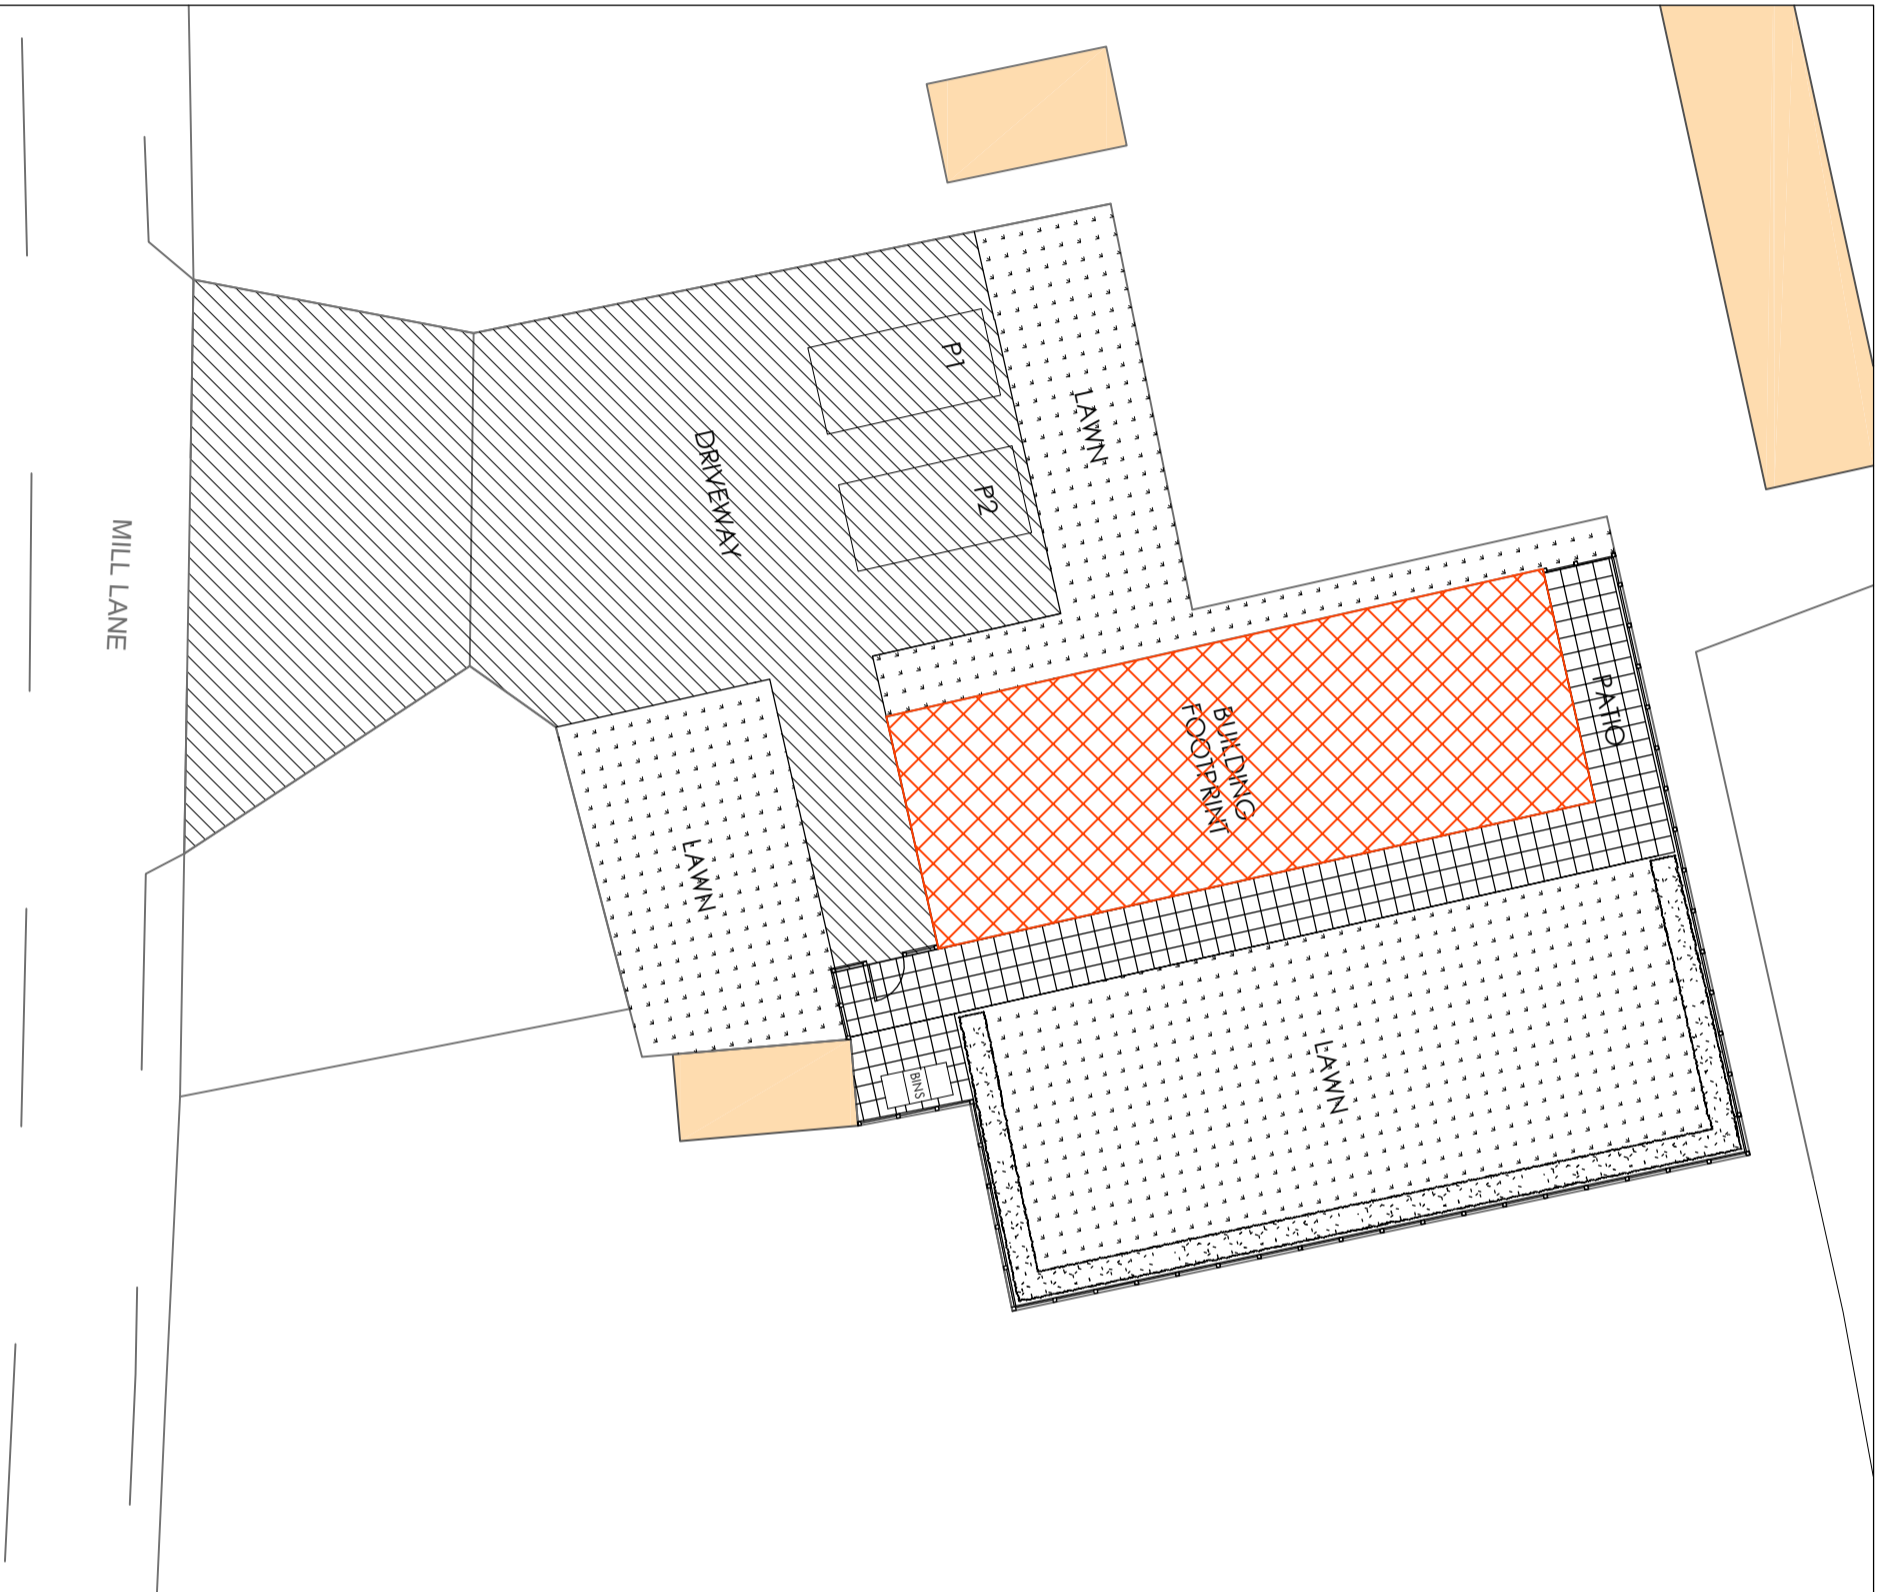 P1
LAWN
P2
DRIVEWAY
MILL LANE
PATIO
BUILDING
FOOTPRINT
LAWN
LAWN
BINS